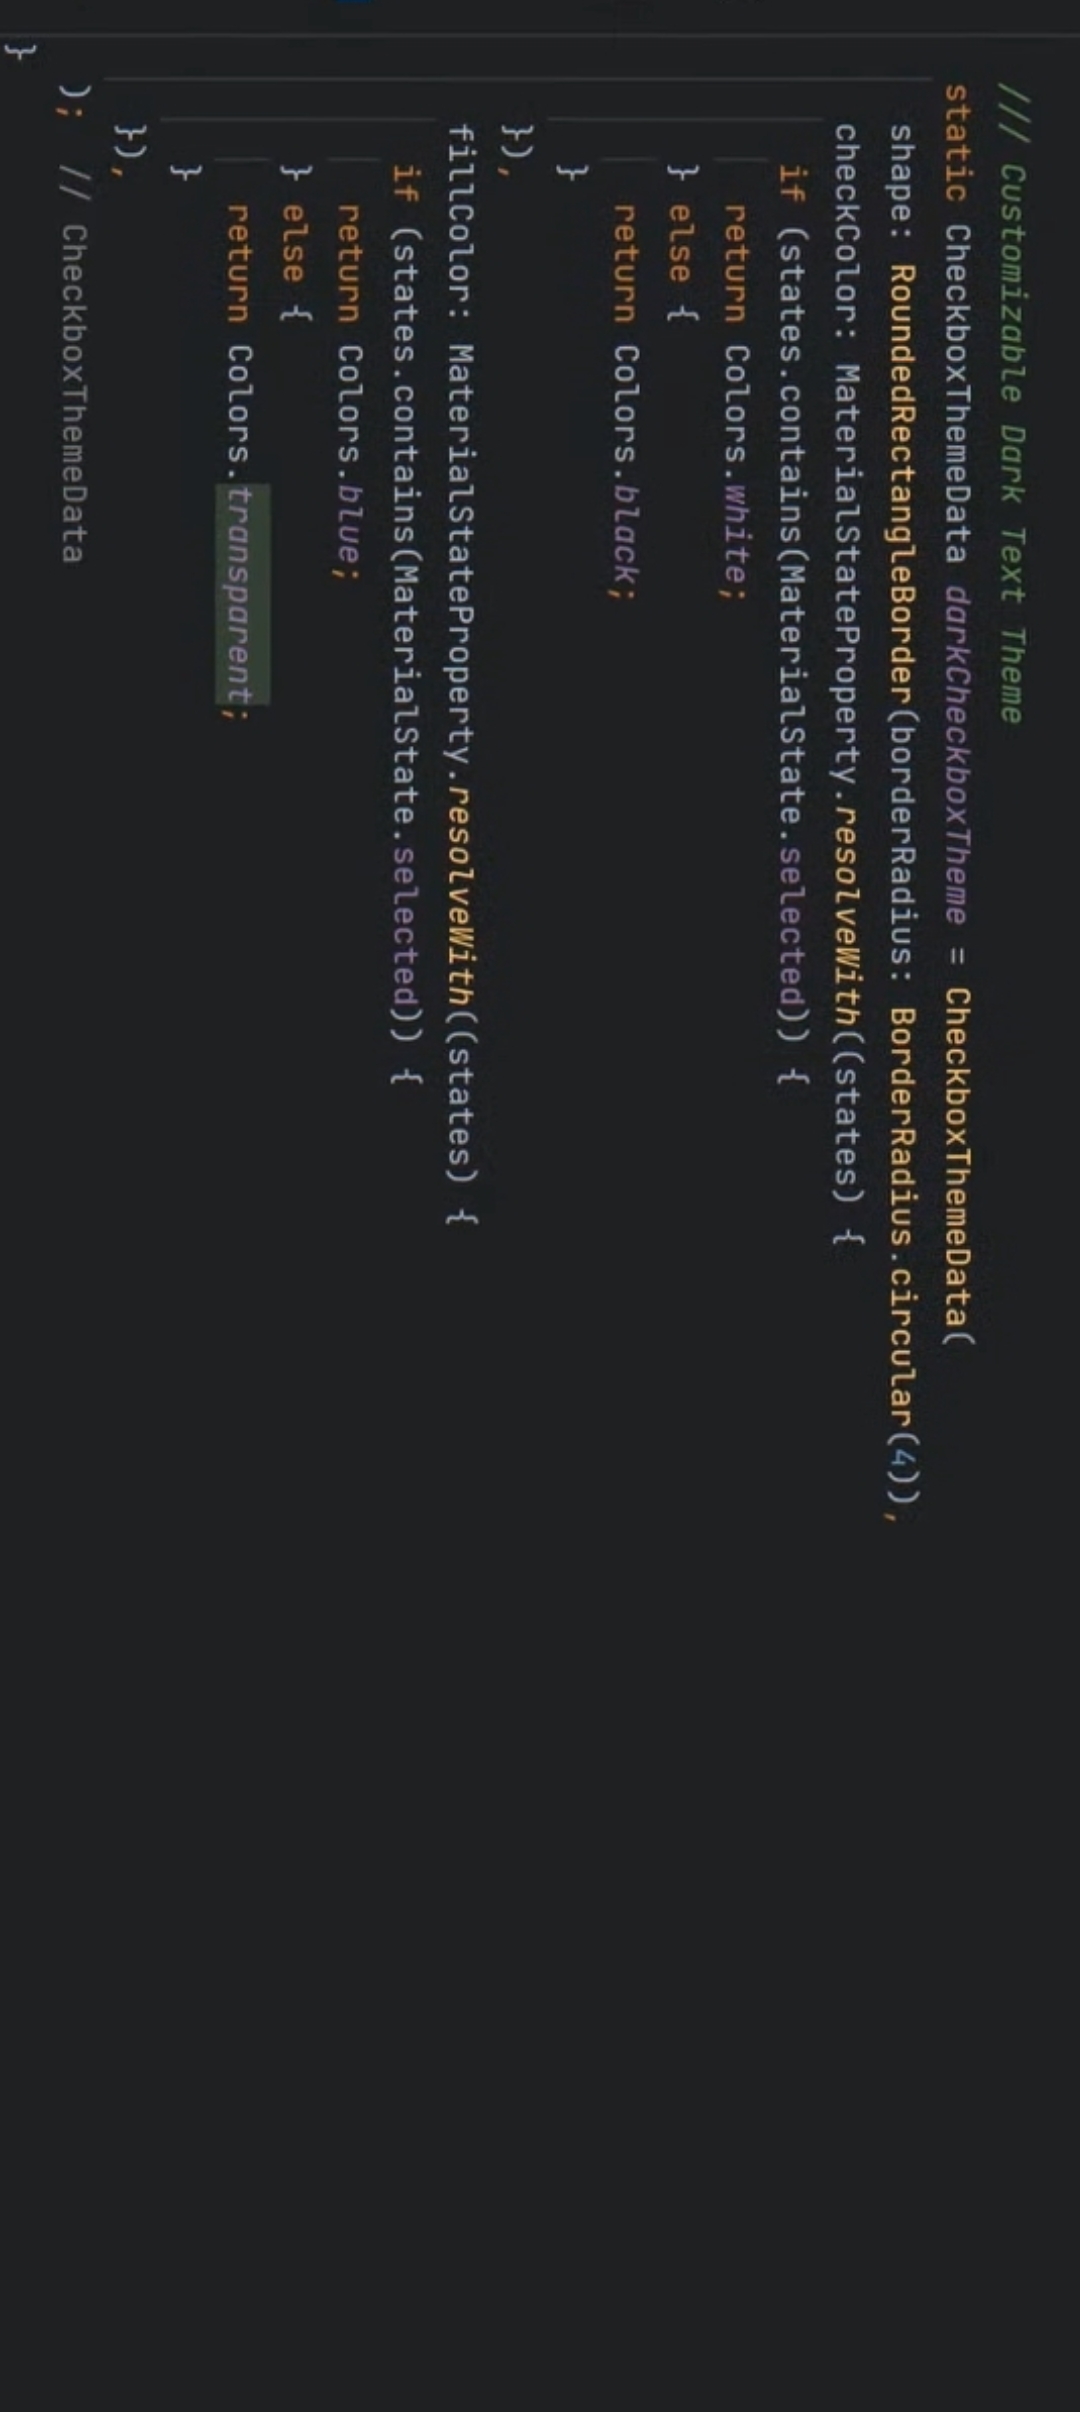 /// Customizable Dark Text Theme
static CheckboxThemeData darkCheckboxTheme = CheckboxThemeData(
shape: RoundedRectangleBorder(borderRadius: BorderRadius.circular(4)),
checkColor: MaterialStateProperty.resolveWith((states) {
if (states.contains(MaterialState.selected)) {
return Colors.white;
} else {
return Colors.black;
}
}),
fillColor: MaterialStateProperty.resolveWith((states) {
if (states.contains(MaterialState.selected)) {
return Colors.blue;
} else {
return Colors.transparent;
}
}),
); // CheckboxThemeData
}